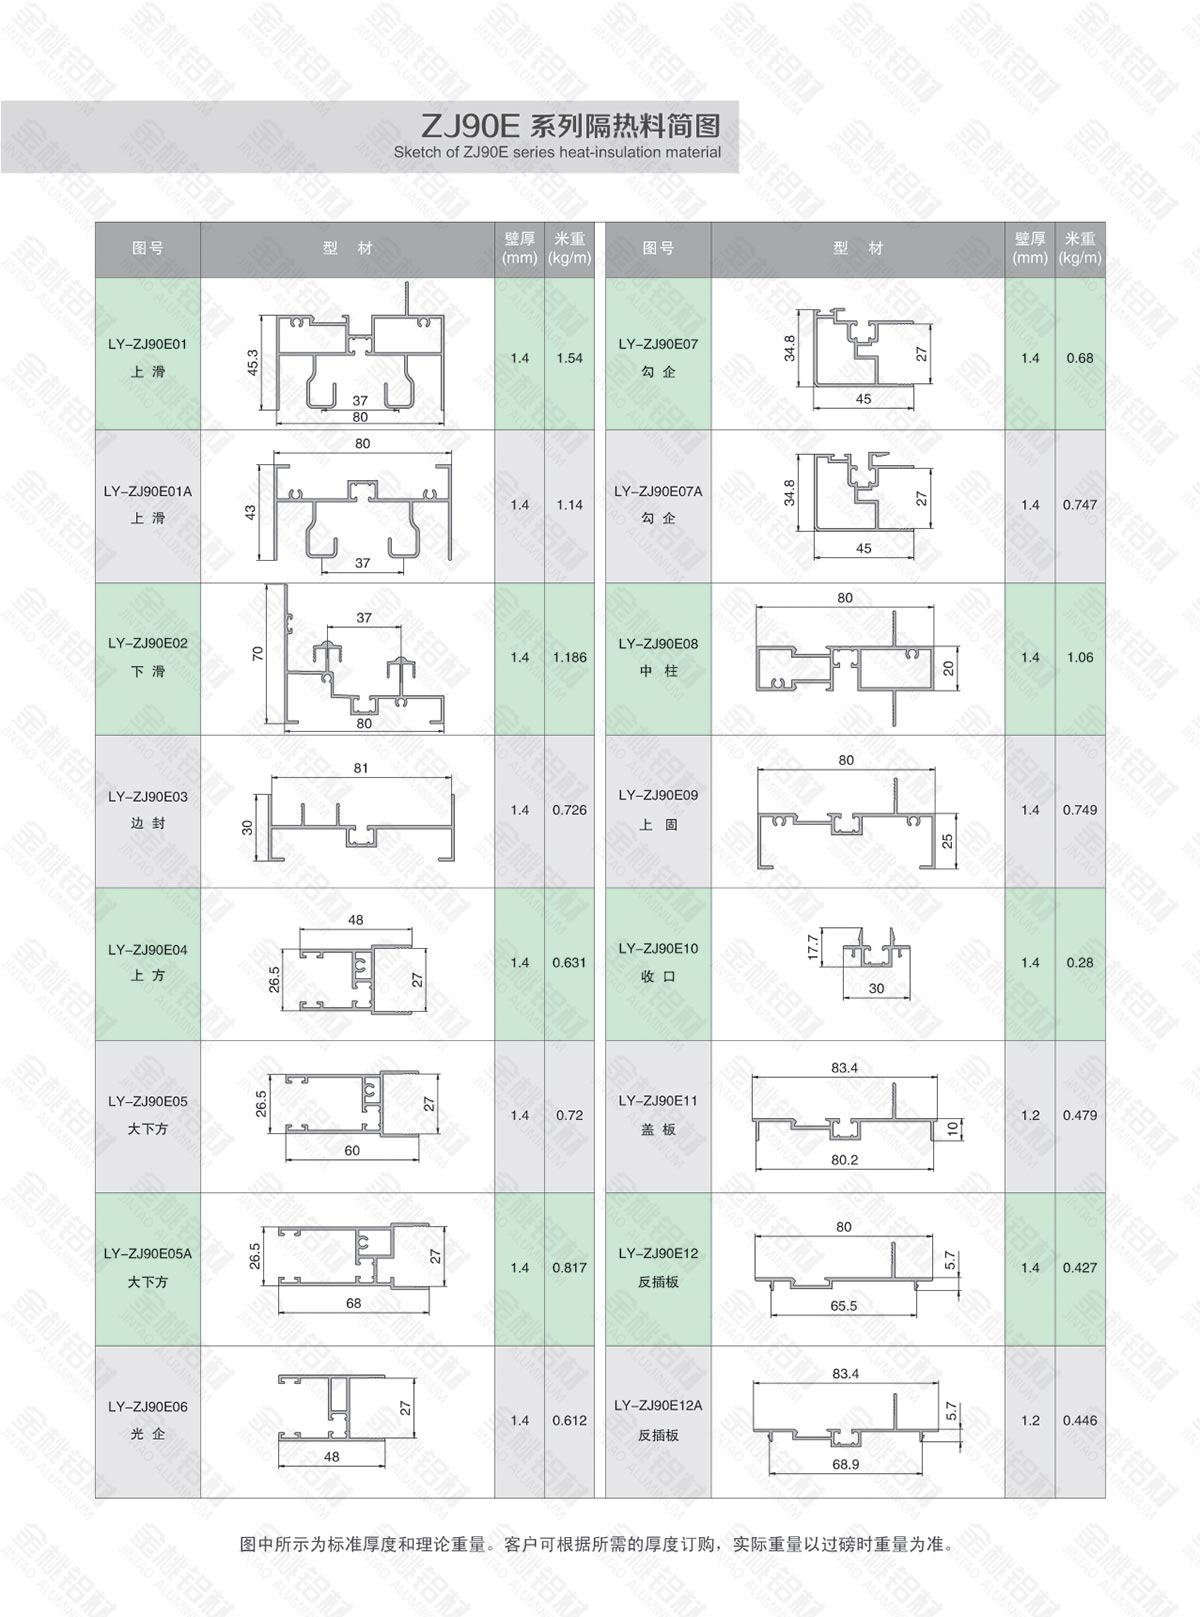 ZJ90E 系列隔热料简图
Sketch of ZJ90E series heat-insulation material
图号 型 材 壁厚(mm) 米重(kg/m) 图号 型 材 壁厚(mm) 米重(kg/m)
LY-ZJ90E01 上 滑 45.3 37 80 1.4 1.54
LY-ZJ90E07 勾 企 34.8 27 45 1.4 0.68
LY-ZJ90E01A 上 滑 80 43 37 1.4 1.14
LY-ZJ90E07A 勾 企 34.8 27 45 1.4 0.747
LY-ZJ90E02 下 滑 70 37 80 1.4 1.186
LY-ZJ90E08 中 柱 80 20 1.4 1.06
LY-ZJ90E03 边 封 81 30 1.4 0.726
LY-ZJ90E09 上 固 80 25 1.4 0.749
LY-ZJ90E04 上 方 48 26.5 27 1.4 0.631
LY-ZJ90E10 收 口 17.7 30 1.4 0.28
LY-ZJ90E05 大下方 26.5 27 60 1.4 0.72
LY-ZJ90E11 盖 板 83.4 10 80.2 1.2 0.479
LY-ZJ90E05A 大下方 26.5 27 68 1.4 0.817
LY-ZJ90E12 反插板 80 5.7 65.5 1.4 0.427
LY-ZJ90E06 光 企 27 48 1.4 0.612
LY-ZJ90E12A 反插板 83.4 5.7 68.9 1.2 0.446
图中所示为标准厚度和理论重量。客户可根据所需的厚度订购，实际重量以过磅时重量为准。
金桃铝材
JINTAO ALUMINIUM